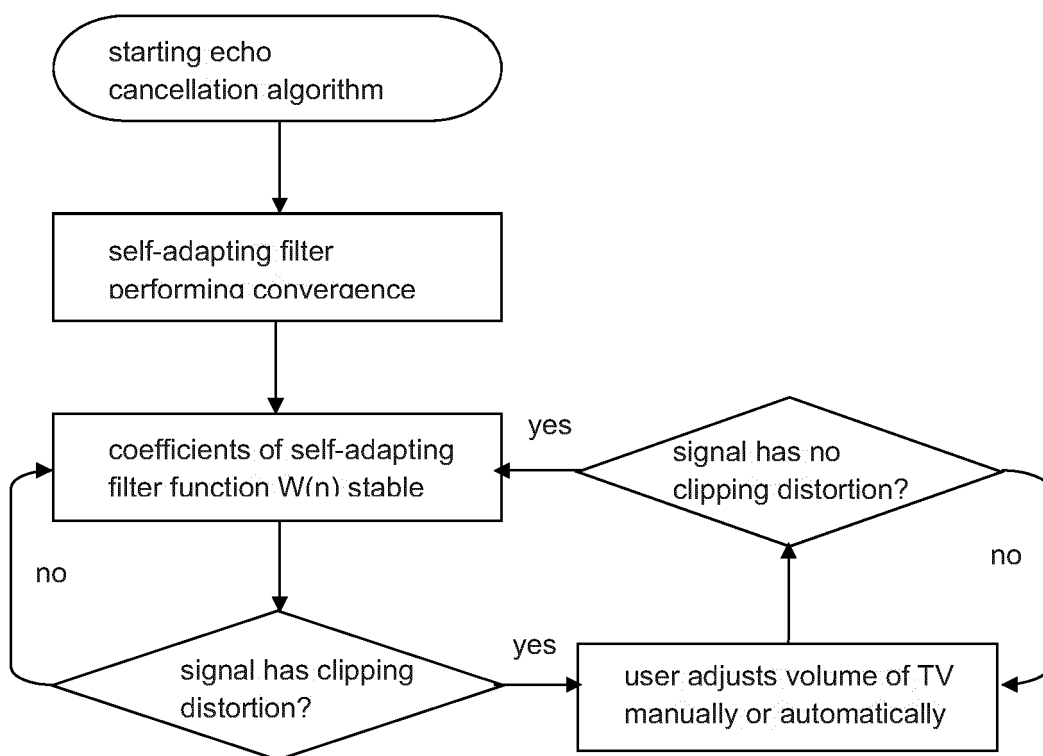 starting echo
cancellation algorithm
self-adapting filter
performing convergence
coefficients of self-adapting
filter function W(n) stable
yes
signal has no
clipping distortion?
no
no
signal has clipping
distortion?
yes
user adjusts volume of TV
manually or automatically